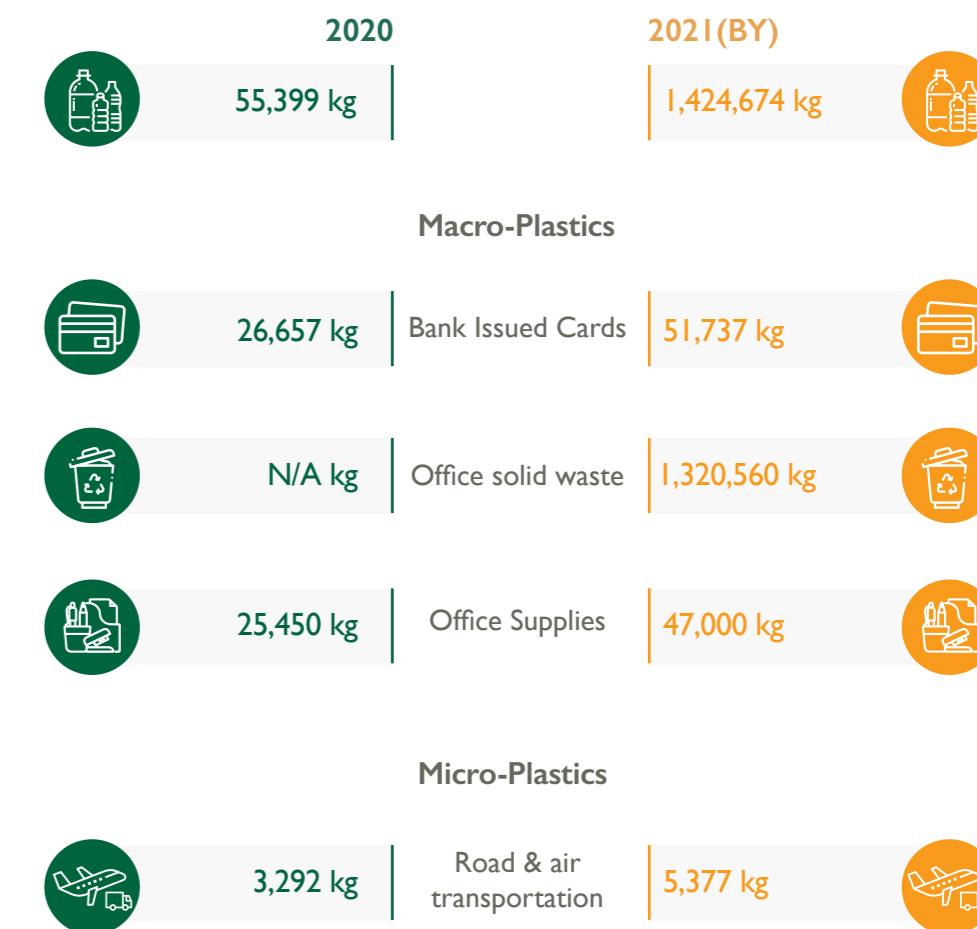 2020 2021(BY)
55,399 kg 1,424,674 kg
Macro-Plastics
26,657 kg Bank Issued Cards 51,737 kg
N/A kg Office solid waste 1,320,560 kg
25,450 kg Office Supplies 47,000 kg
Micro-Plastics
3,292 kg Road & air
transportation 5,377 kg